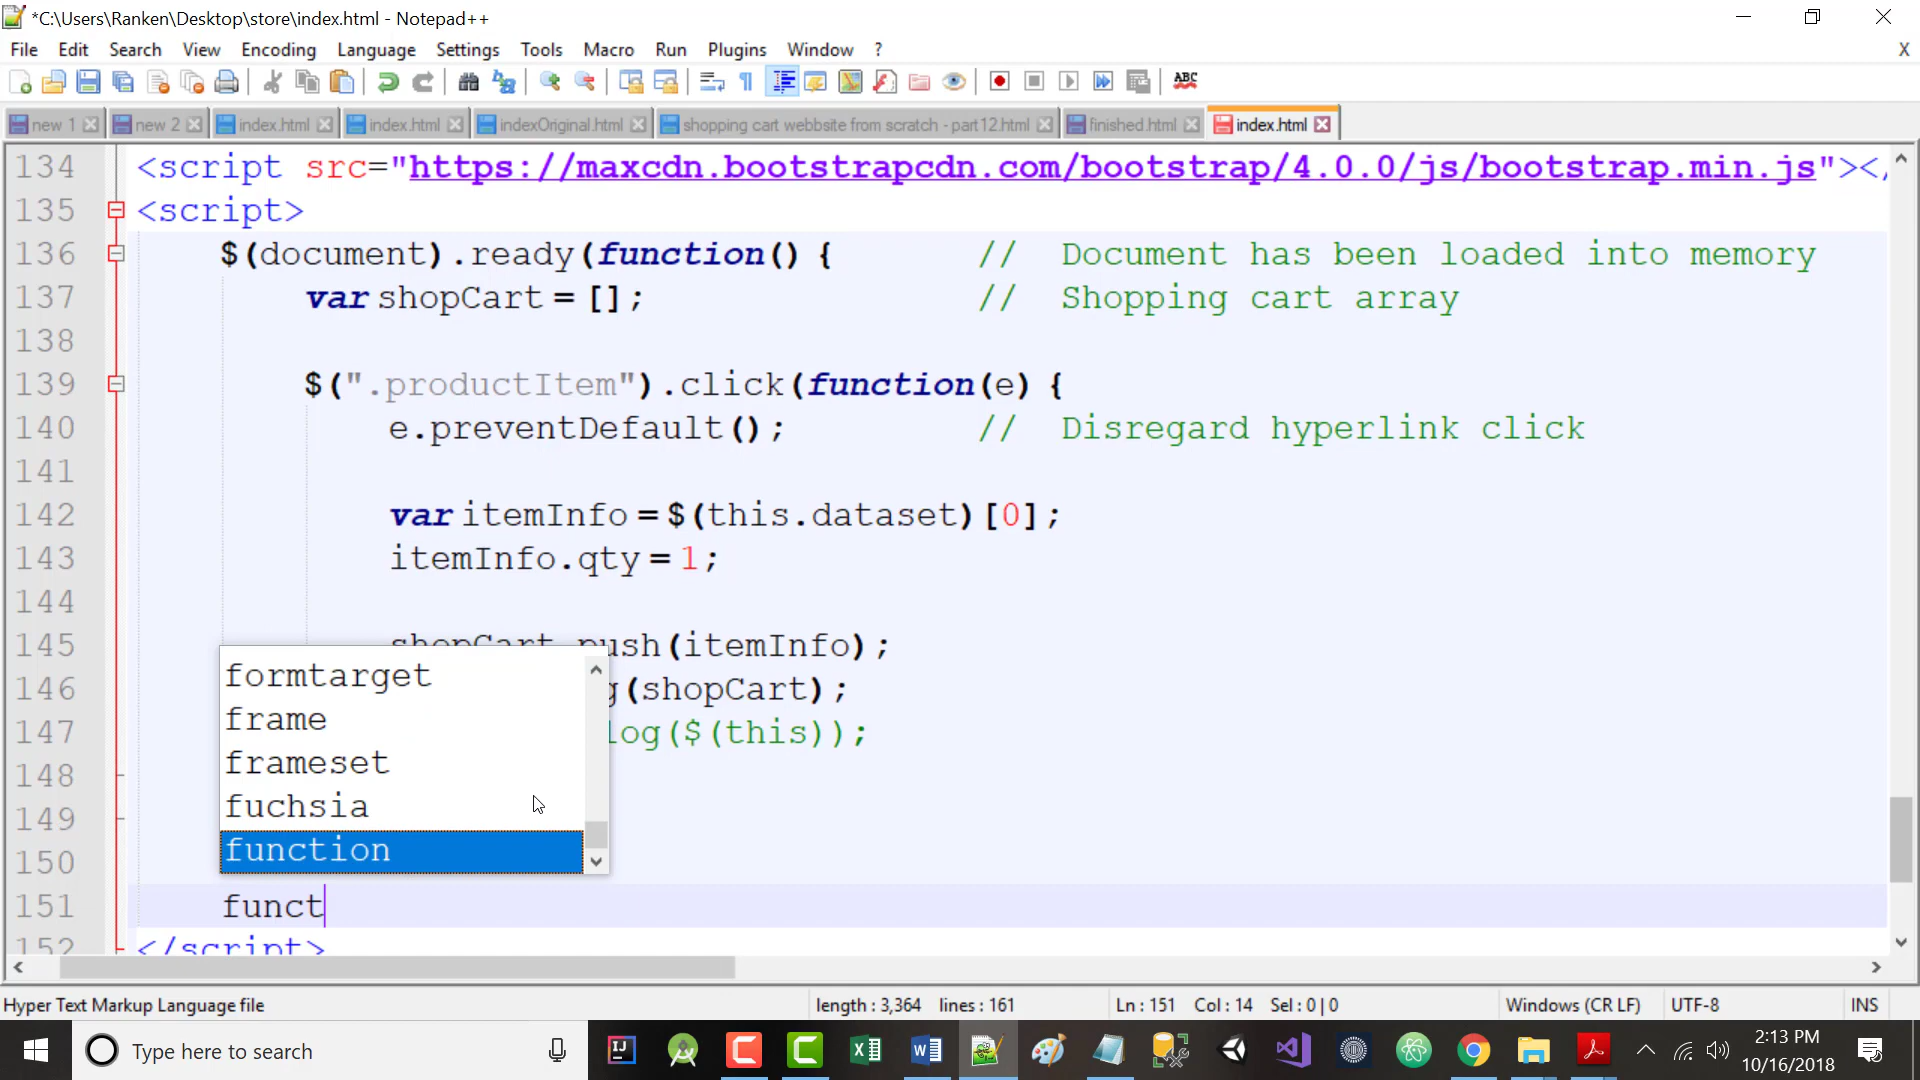 *C:\Users\Ranken\Desktop\store\index.html - Notepad++
File Edit Search View Encoding Language Settings Tools Macro Run Plugins Window ? X
ABC
new 1 new 2 index.html index.html indexOriginal.html shopping cart webbsite from scratch - part12.html finished.html index.html
134 <script src="https://maxcdn.bootstrapcdn.com/bootstrap/4.0.0/js/bootstrap.min.js"></
135 <script>
136 $(document).ready(function() { // Document has been loaded into memory
137 var shopCart = []; // Shopping cart array
138
139 $(".productItem").click(function(e) {
140 e.preventDefault(); // Disregard hyperlink click
141
142 var itemInfo = $(this.dataset)[0];
143 itemInfo.qty = 1;
144
145 shopCart.push(itemInfo);
146 g(shopCart);
147 log($(this));
148
149
150
formtarget
frame
frameset
fuchsia
function
151 funct
152 </script>
Hyper Text Markup Language file length : 3,364 lines : 161 Ln : 151 Col : 14 Sel : 0 | 0 Windows (CR LF) UTF-8 INS
Type here to search
2:13 PM
10/16/2018